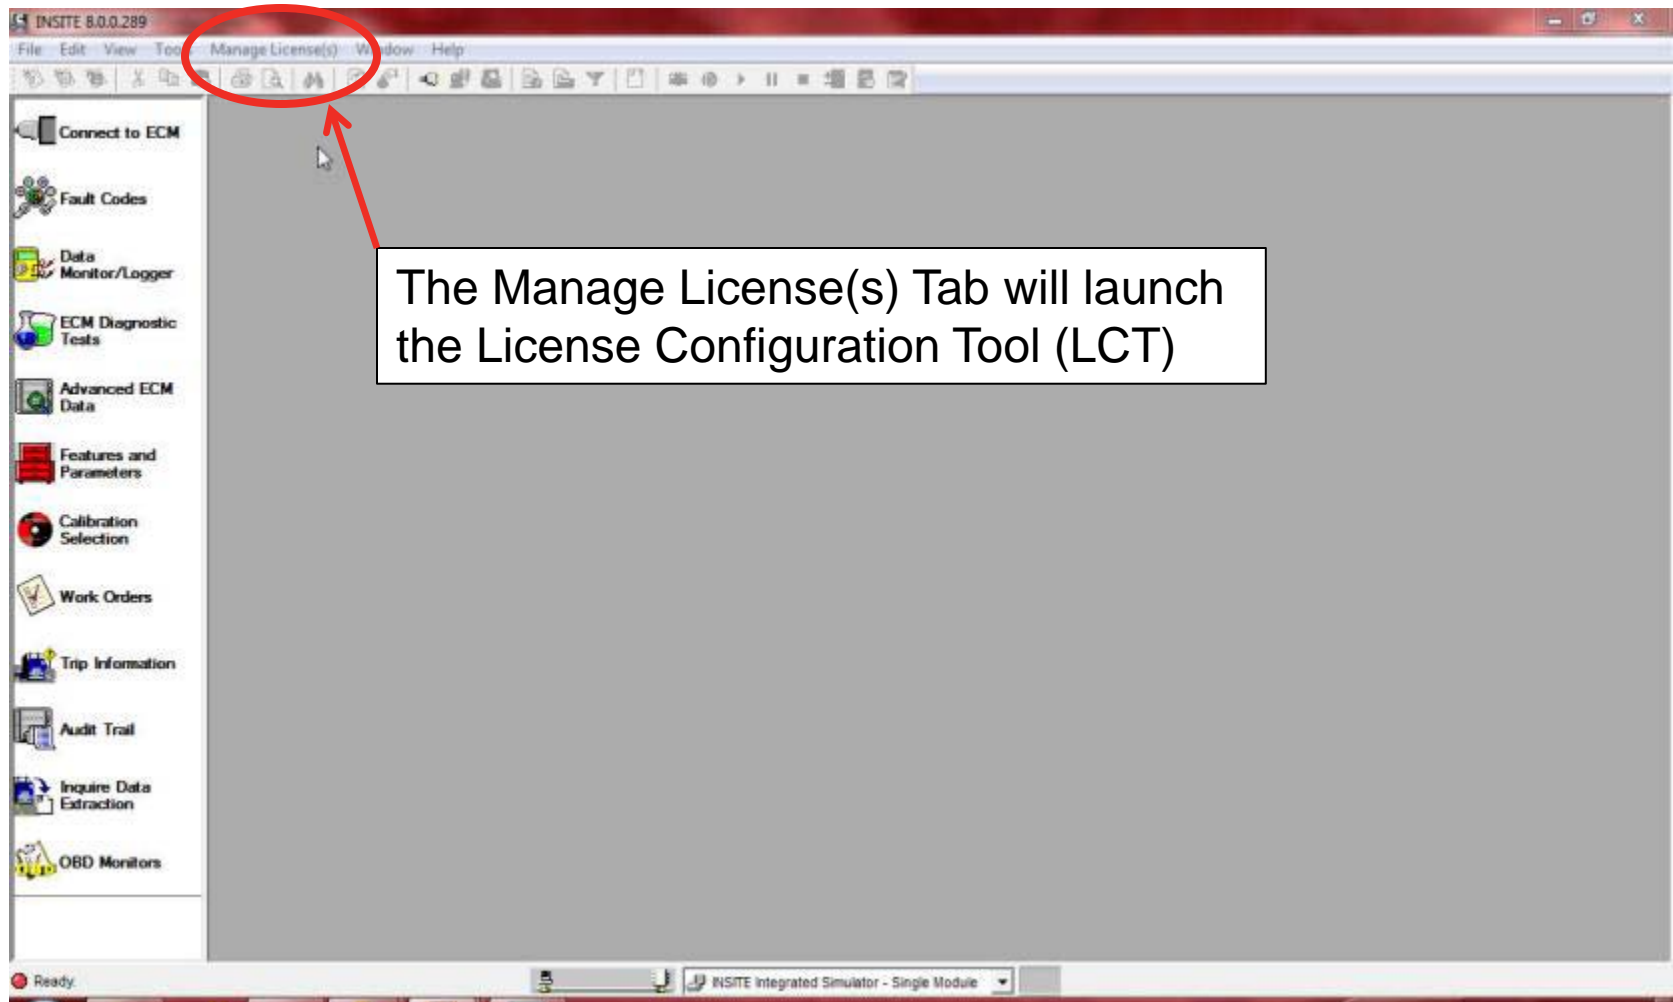 INSITE 8.0.0.289
File Edit View Tools Manage License(s) Window Help
Connect to ECM
Fault Codes
Data
Monitor/Logger
ECM Diagnostic
Tests
Advanced ECM
Data
Features and
Parameters
Calibration
Selection
Work Orders
Trip Information
Audit Trail
Inquire Data
Extraction
OBD Monitors
The Manage License(s) Tab will launch
the License Configuration Tool (LCT)
Ready
INSITE Integrated Simulator - Single Module